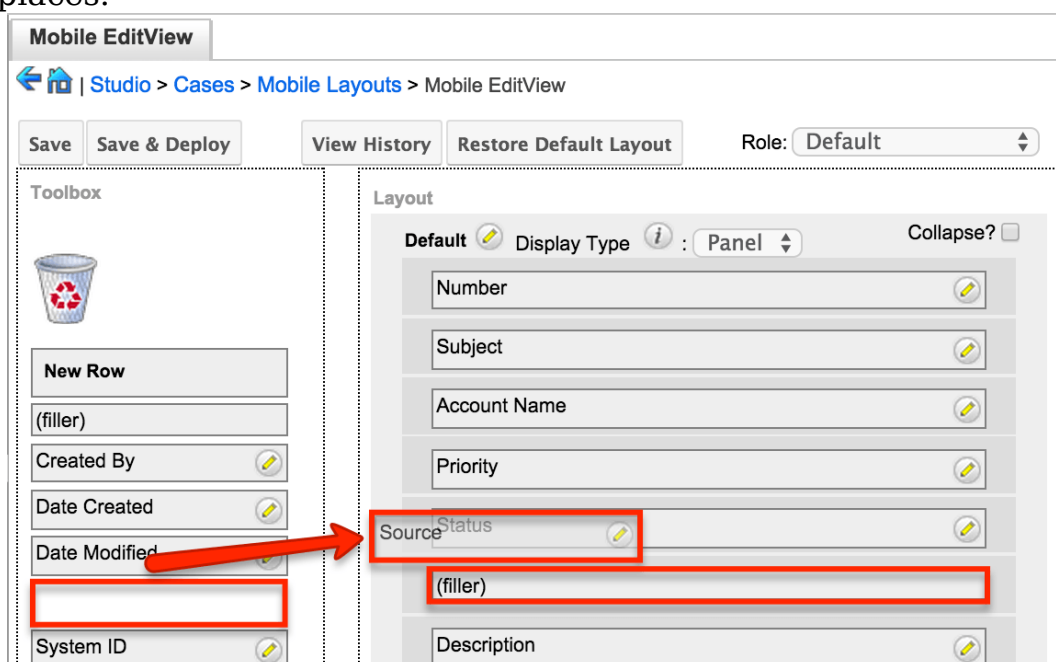 places:
Mobile EditView
| Studio > Cases > Mobile Layouts > Mobile EditView
Save Save & Deploy View History Restore Default Layout Role: Default
Toolbox
Layout
Default Display Type i : Panel Collapse?
New Row
(filler)
Created By
Date Created
Date Modified
System ID
Number
Subject
Account Name
Priority
Source Status
(filler)
Description